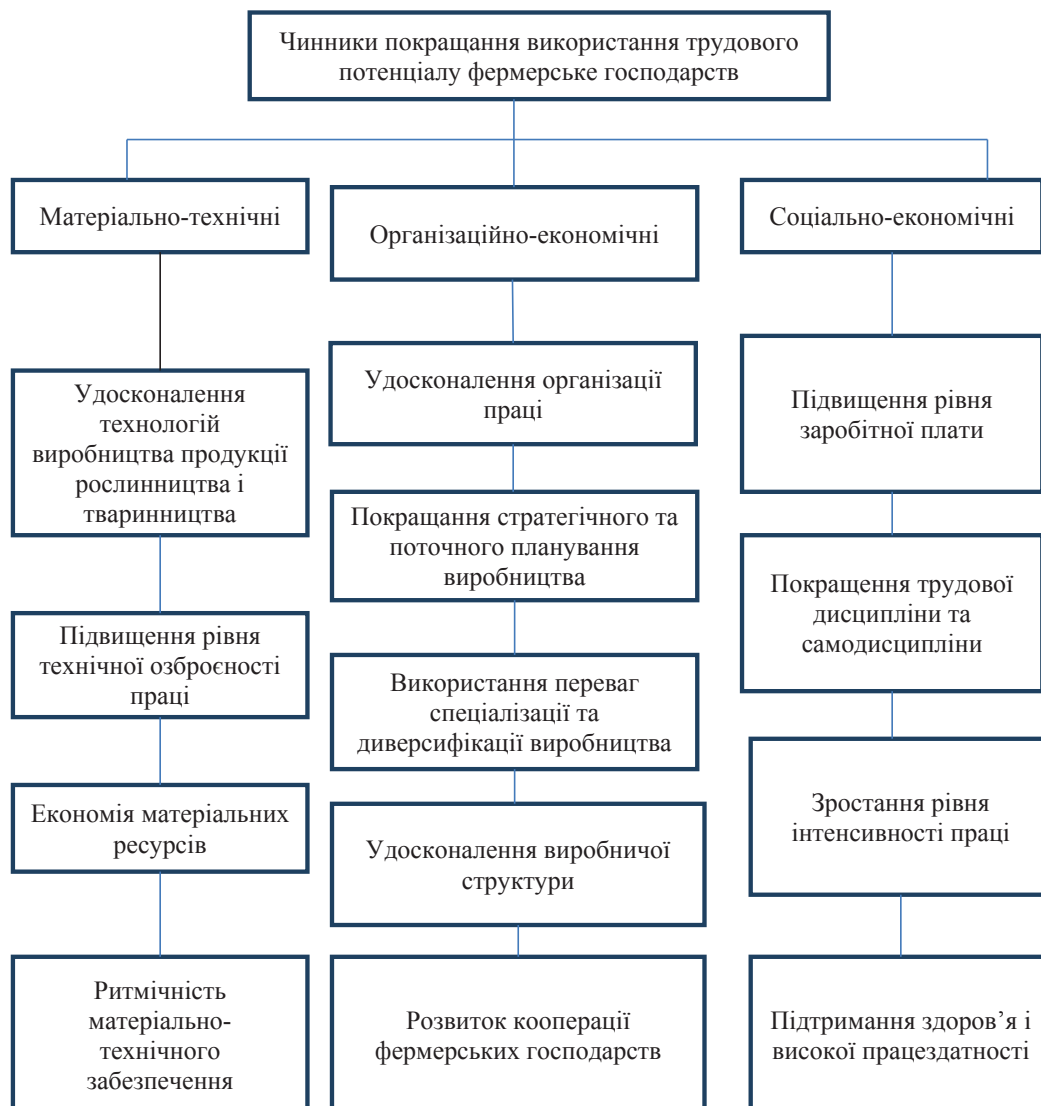 Чинники покращання використання трудового
потенціалу фермерське господарств
Матеріально-технічні
Організаційно-економічні
Соціально-економічні
Удосконалення
технологій
виробництва продукції
рослинництва і
тваринництва
Підвищення рівня
технічної озброєності
праці
Економія матеріальних
ресурсів
Ритмічність
матеріально-
технічного
забезпечення
Удосконалення організації
праці
Покращання стратегічного та
поточного планування
виробництва
Використання переваг
спеціалізації та
диверсифікації виробництва
Удосконалення виробничої
структури
Розвиток кооперації
фермерських господарств
Підвищення рівня
заробітної плати
Покращення трудової
дисципліни та
самодисципліни
Зростання рівня
інтенсивності праці
Підтримання здоров’я і
високої працездатності